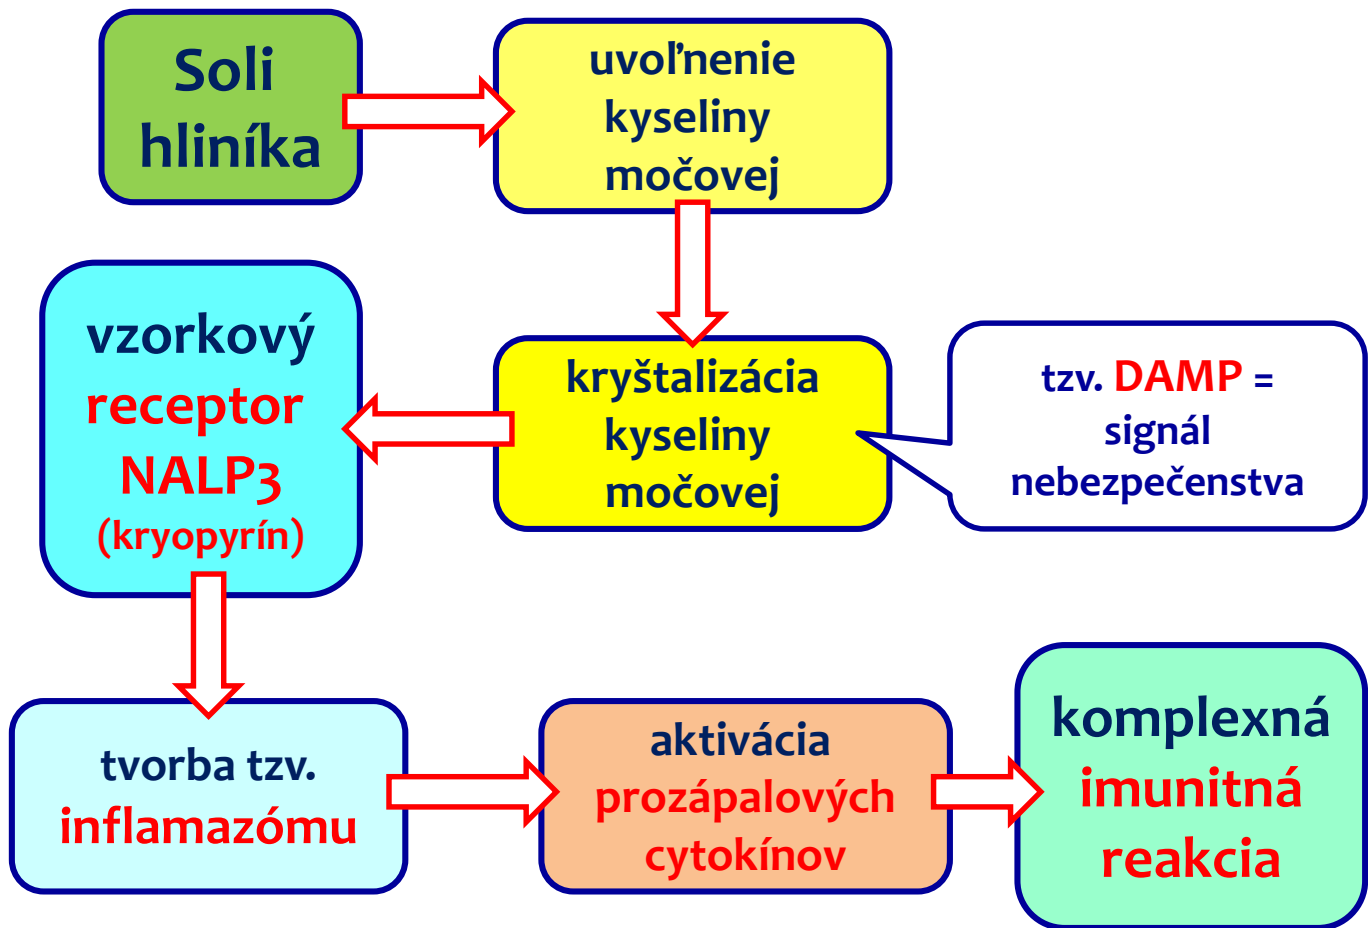 Soli
hliníka
uvoľnenie
kyseliny
močovej
vzorkový
receptor
NALP3
(kryopyrín)
kryštalizácia
kyseliny
močovej
tzv. DAMP =
signál
nebezpečenstva
tvorba tzv.
inflamazómu
aktivácia
prozápalových
cytokínov
komplexná
imunitná
reakcia